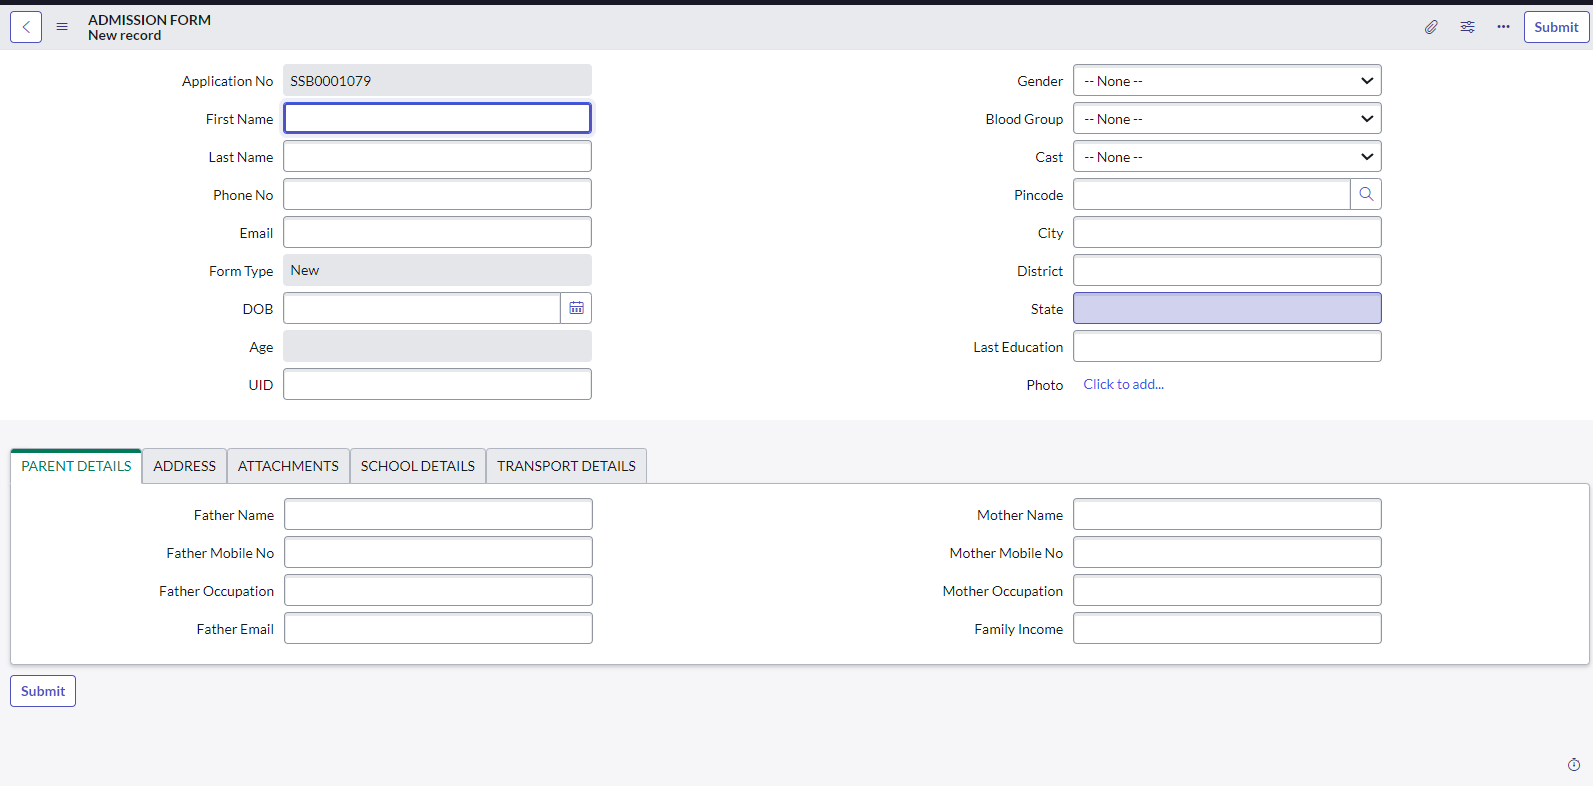 ADMISSION FORM
New record
Submit
Application No SSB0001079
First Name
Last Name
Phone No
Email
Form Type New
DOB
Age
UID
Gender -- None --
Blood Group -- None --
Cast -- None --
Pincode
City
District
State
Last Education
Photo Click to add...
PARENT DETAILS ADDRESS ATTACHMENTS SCHOOL DETAILS TRANSPORT DETAILS
Father Name
Father Mobile No
Father Occupation
Father Email
Mother Name
Mother Mobile No
Mother Occupation
Family Income
Submit